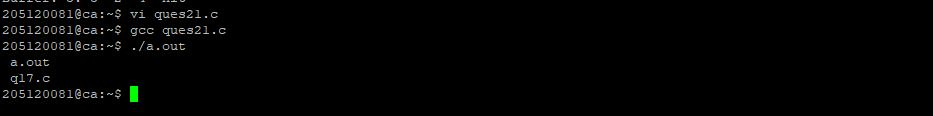 205120081@ca:~$ vi ques21.c
205120081@ca:~$ gcc ques21.c
205120081@ca:~$ ./a.out
 a.out
 q17.c
205120081@ca:~$